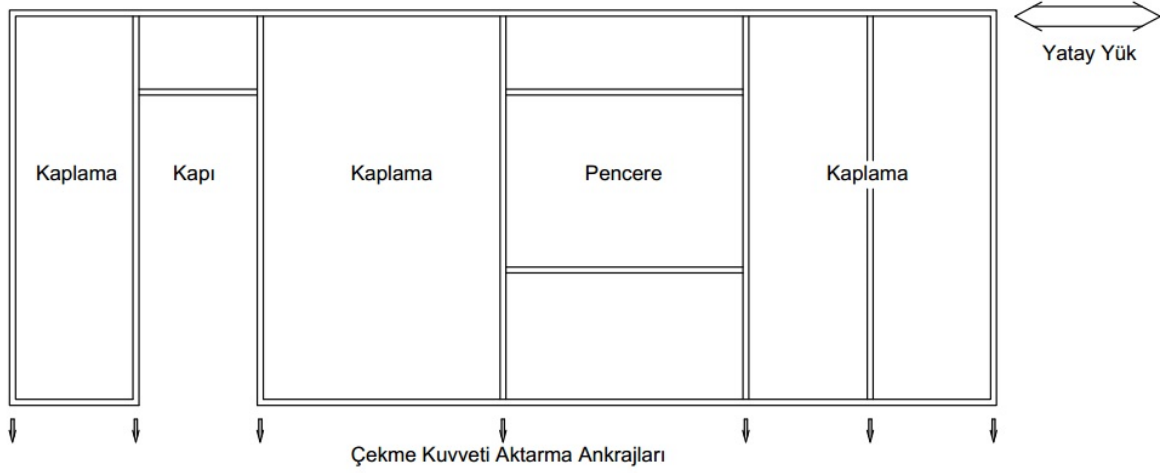 Yatay Yük
Kaplama
Kapı
Kaplama
Pencere
Kaplama
Çekme Kuvveti Aktarma Ankrajları